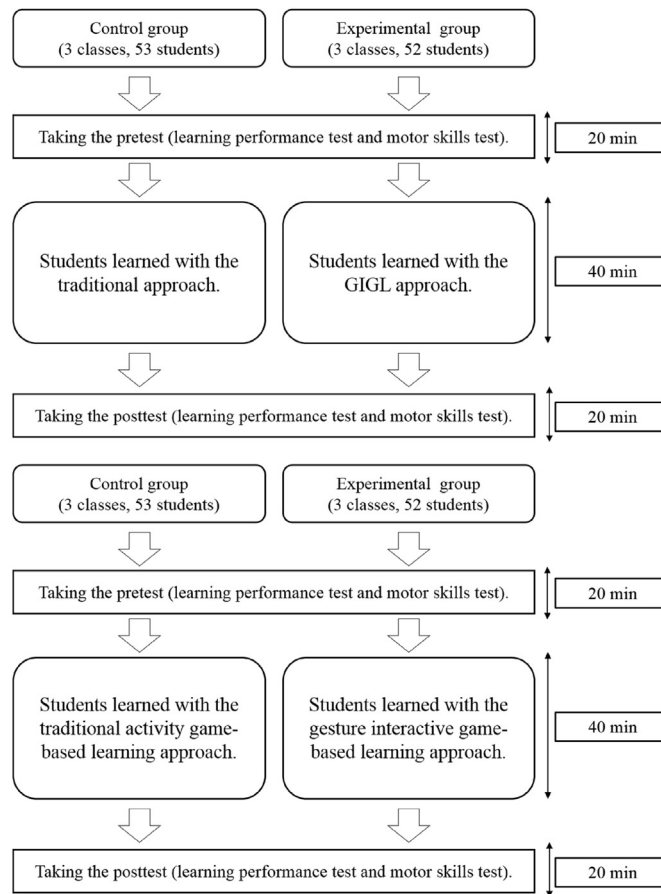 Control group
(3 classes, 53 students)
Experimental group
(3 classes, 52 students)
Taking the pretest (learning performance test and motor skills test).
20 min
Students learned with the
traditional approach.
Students learned with the
GIGL approach.
40 min
Taking the posttest (learning performance test and motor skills test).
20 min
Control group
(3 classes, 53 students)
Experimental group
(3 classes, 52 students)
Taking the pretest (learning performance test and motor skills test).
20 min
Students learned with the
traditional activity game-
based learning approach.
Students learned with the
gesture interactive game-
based learning approach.
40 min
Taking the posttest (learning performance test and motor skills test).
20 min